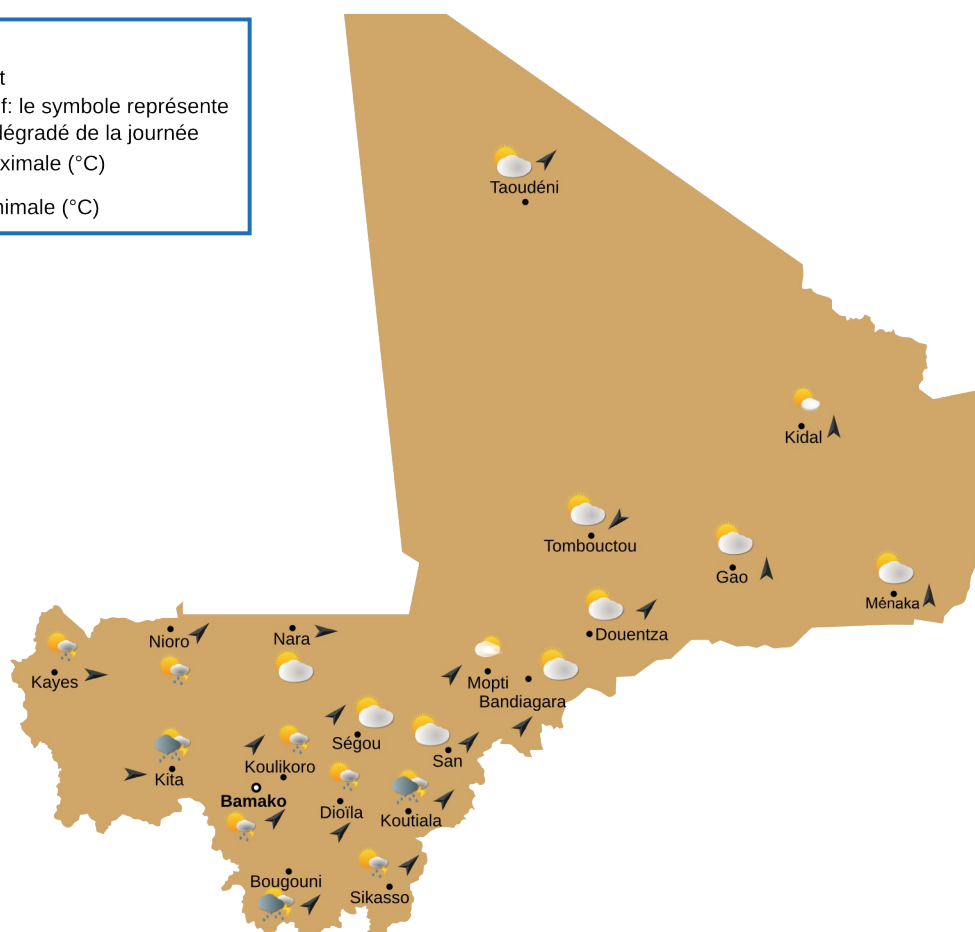 t
f: le symbole représente
dégradé de la journée
ximale (°C)
nimale (°C)
Taoudéni
Kidal
Tombouctou
Gao
Ménaka
Douentza
Nioro
Nara
Kayes
Mopti
Bandiagara
Ségou
San
Koulikoro
Kita
Bamako
Dioïla
Koutiala
Bougouni
Sikasso